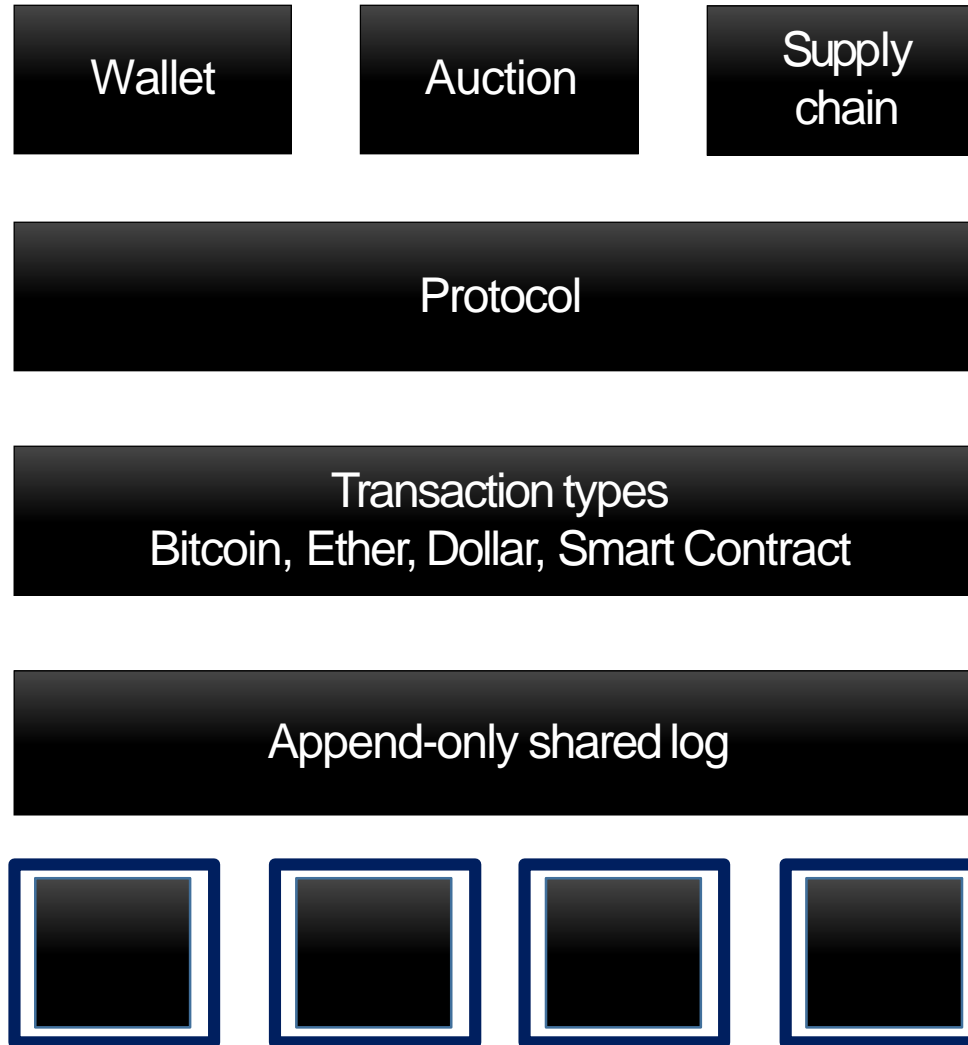 Wallet
Auction
Supply
chain
Protocol
Transaction types
Bitcoin, Ether, Dollar, Smart Contract
Append-only shared log